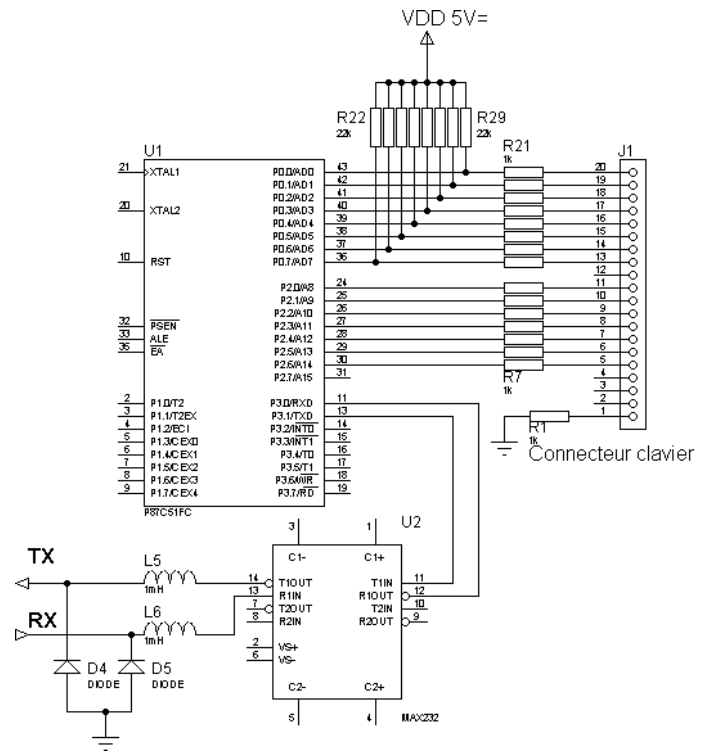 VDD 5V=
R22
22k
R29
22k
R21
1k
J1
U1
21 XTAL1
20 XTAL2
10 RST
32 PSEN
33 ALE
35 EA
2 P1.0/T2
3 P1.1/T2EX
4 P1.2/ECI
5 P1.3/CEX0
6 P1.4/CEX1
7 P1.5/CEX2
8 P1.6/CEX3
9 P1.7/CEX4
P0.0/AD0 43
P0.1/AD1 42
P0.2/AD2 41
P0.3/AD3 40
P0.4/AD4 39
P0.5/AD5 38
P0.6/AD6 37
P0.7/AD7 36
P2.0/A8 24
P2.1/A9 25
P2.2/A10 26
P2.3/A11 27
P2.4/A12 28
P2.5/A13 29
P2.6/A14 30
P2.7/A15 31
P3.0/RXD 11
P3.1/TXD 13
P3.2/INT0 14
P3.3/INT1 15
P3.4/T0 16
P3.5/T1 17
P3.6/WR 18
P3.7/RD 19
P87C51FC
20
19
18
17
16
15
14
13
12
11
10
9
8
7
6
5
4
3
2
1
R7
1k
R1
1k
Connecteur clavier
U2
3
1
C1-
C1+
14 T1OUT
13 R1IN
7 T2OUT
8 R2IN
2 VS+
6 VS-
T1IN 11
R1OUT 12
T2IN 10
R2OUT 9
C2-
C2+
5
4
MAX232
TX
L5
1mH
RX
L6
1mH
D4
DIODE
D5
DIODE